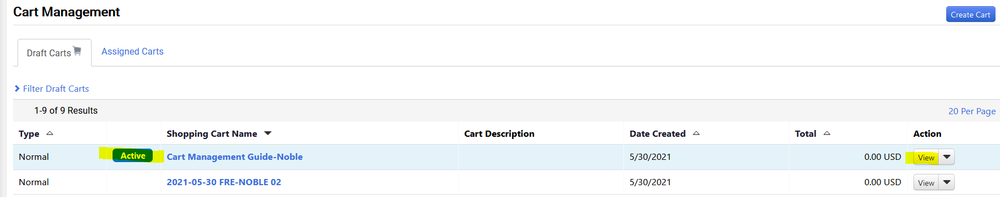 Cart Management
Create Cart
Draft Carts
Assigned Carts
Filter Draft Carts
1-9 of 9 Results
20 Per Page
Type Shopping Cart Name Cart Description Date Created Total Action
Normal Active Cart Management Guide-Noble 5/30/2021 0.00 USD View
Normal 2021-05-30 FRE-NOBLE 02 5/30/2021 0.00 USD View